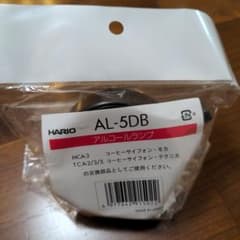 HARIO
AL-5DB
アルコールランプ
MCA-3 コーヒーサイフォン・モカ
TCA-2/3/5 コーヒーサイフォン・テクニカ
の交換部品としてご使用ください。